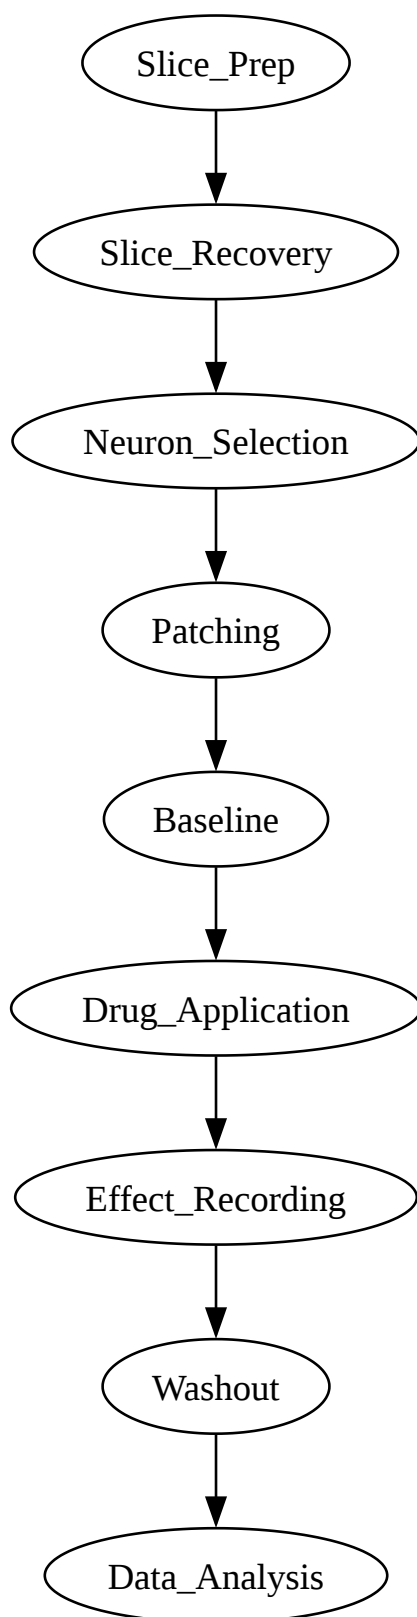 Slice_Prep
Slice_Recovery
Neuron_Selection
Patching
Baseline
Drug_Application
Effect_Recording
Washout
Data_Analysis